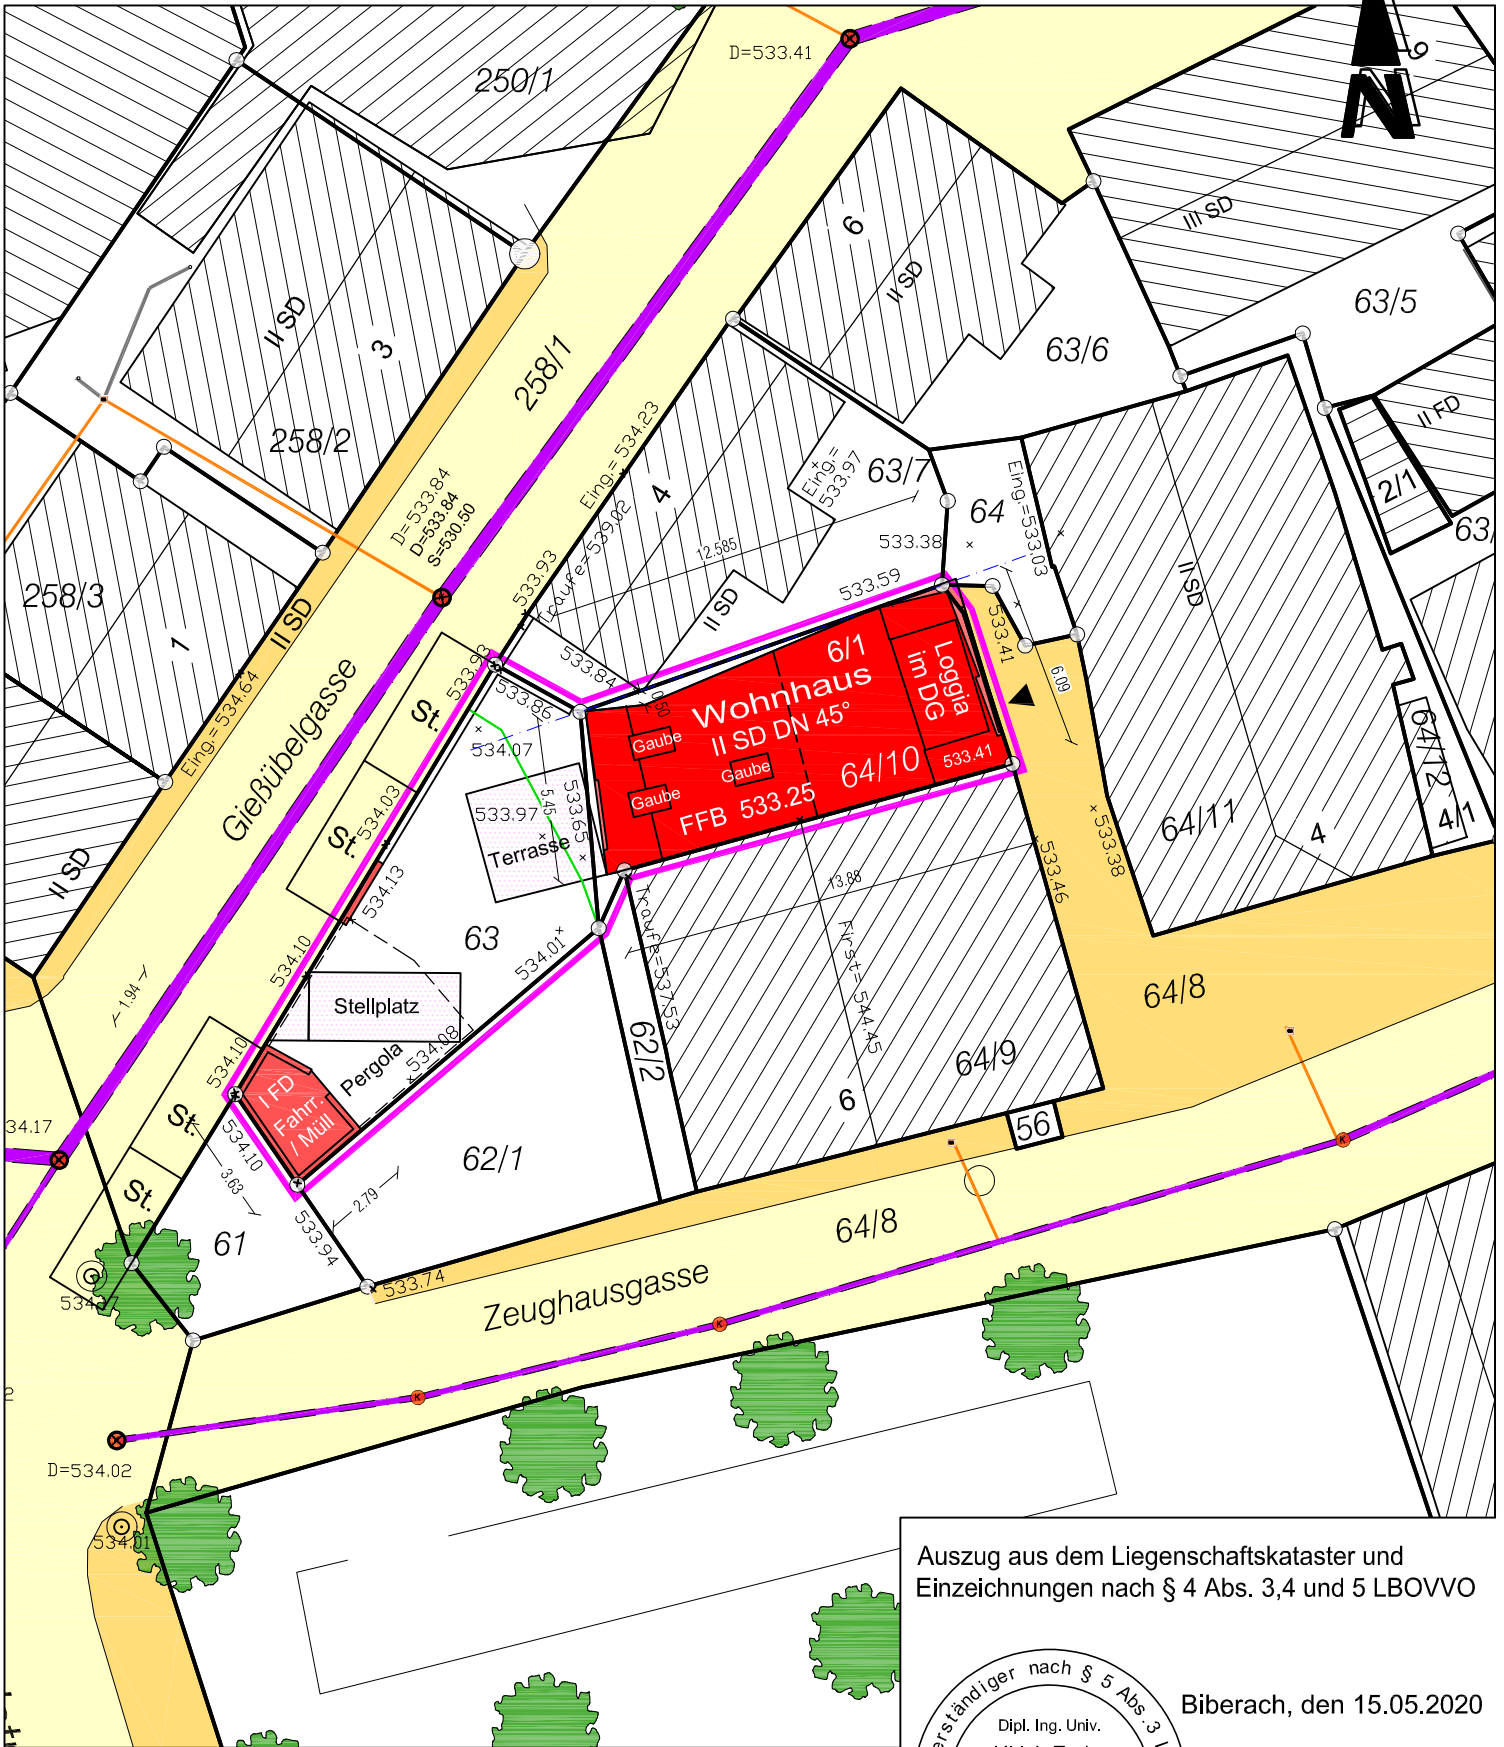 D=533.41
250/1
N
9
III SD
63/5
6
II SD
63/6
II SD
3
258/1
258/2
II FD
2/1
63/
Eing.= 534.23
4
Eing.=
533.97
63/7
64
Eing.=533.03
D= 533.84
D=533.84
S=530.50
Traufe=539.02
12.585
533.38
II SD
258/3
1
II SD
533.93
533.59
II SD
533.41
6.09
Eing.= 534.64
Gießübelgasse
533.93
533.84
533.86
0.50
6/1
Wohnhaus
II SD DN 45°
Loggia
im DG
St.
534.07
Gaube
Gaube
Gaube
64/10
533.41
FFB 533.25
64/12
4/1
St.
534.03
533.97
5.45
533.65
Terrasse
64/11
4
533.38
II SD
534.13
533.46
13.88
63
Traufe=537.53
First= 544.45
534.10
534.01
1.94
Stellplatz
64/8
534.10
534.08
Pergola
62/2
64/9
I FD
Fahrr.
/ Müll
6
56
34.17
St.
534.10
3.63
62/1
2.79
St.
61
533.94
64/8
533.74
Zeughausgasse
K
K
K
D=534.02
534.01
Auszug aus dem Liegenschaftskataster und
Einzeichnungen nach § 4 Abs. 3,4 und 5 LBOVVO
erständiger nach § 5 Abs.3
Biberach, den 15.05.2020
Dipl. Ing. Univ.